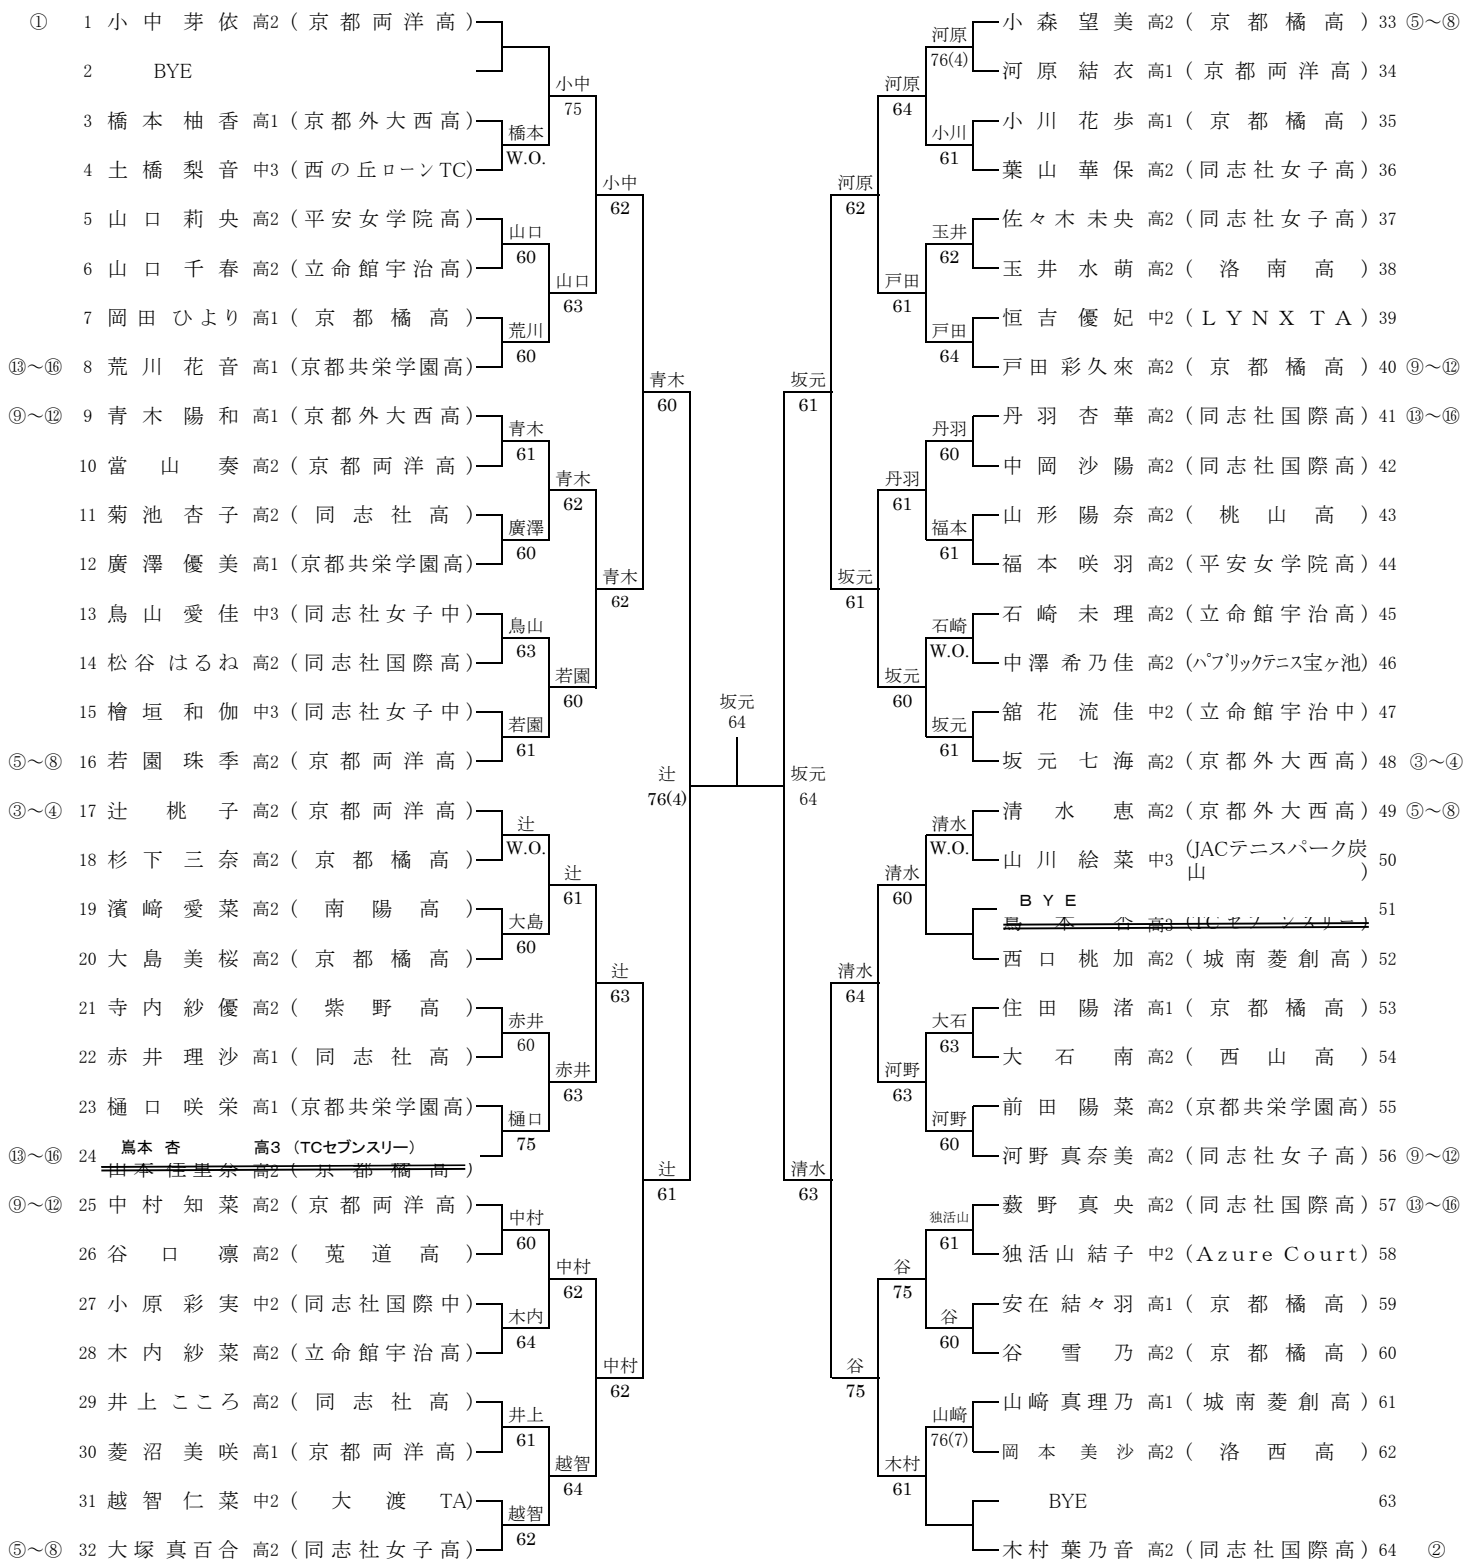 ① 1 小中 芽依 高2 (京都両洋高)
2 BYE
小中
75
3 橋本 柚香 高1 (京都外大西高)
橋本
W.O.
4 土橋 梨音 中3 (西の丘ローンTC)
小中
62
5 山口 莉央 高2 (平安女学院高)
山口
60
6 山口 千春 高2 (立命館宇治高)
山口
63
7 岡田 ひより 高1 (京都橘高)
荒川
60
⑬～⑯ 8 荒川 花音 高1 (京都共栄学園高)
青木
60
⑨～⑫ 9 青木 陽和 高1 (京都外大西高)
青木
61
10 當山 奏 高2 (京都両洋高)
青木
62
11 菊池 杏子 高2 (同志社高)
廣澤
60
12 廣澤 優美 高1 (京都共栄学園高)
青木
62
13 鳥山 愛佳 中3 (同志社女子中)
鳥山
63
14 松谷 はるね 高2 (同志社国際高)
若園
60
15 檜垣 和伽 中3 (同志社女子中)
若園
61
⑤～⑧ 16 若園 珠季 高2 (京都両洋高)
辻
76(4)
③～④ 17 辻 桃子 高2 (京都両洋高)
辻
W.O.
18 杉下 三奈 高2 (京都橘高)
辻
61
19 濱﨑 愛菜 高2 (南陽高)
大島
60
20 大島 美桜 高2 (京都橘高)
辻
63
21 寺内 紗優 高2 (紫野高)
赤井
60
22 赤井 理沙 高1 (同志社高)
赤井
63
23 樋口 咲栄 高1 (京都共栄学園高)
樋口
75
嶌本 杏 高3 (TCセブンスリー)
⑬～⑯ 24 山本 佳里奈 高2 (京都橘高)
辻
61
⑨～⑫ 25 中村 知菜 高2 (京都両洋高)
中村
60
26 谷口 凛 高2 (莵道高)
中村
62
27 小原 彩実 中2 (同志社国際中)
木内
64
28 木内 紗菜 高2 (立命館宇治高)
中村
62
29 井上 こころ 高2 (同志社高)
井上
61
30 菱沼 美咲 高1 (京都両洋高)
越智
64
31 越智 仁菜 中2 (大渡TA)
越智
62
⑤～⑧ 32 大塚 真百合 高2 (同志社女子高)
坂元
64
小森 望美 高2 (京都橘高) 33 ⑤～⑧
河原
76(4)
河原 結衣 高1 (京都両洋高) 34
河原
64
小川 花歩 高1 (京都橘高) 35
小川
61
葉山 華保 高2 (同志社女子高) 36
河原
62
佐々木 未央 高2 (同志社女子高) 37
玉井
62
玉井 水萌 高2 (洛南高) 38
戸田
61
恒吉 優妃 中2 (LYNX TA) 39
戸田
64
戸田 彩久來 高2 (京都橘高) 40 ⑨～⑫
坂元
61
丹羽 杏華 高2 (同志社国際高) 41 ⑬～⑯
丹羽
60
中岡 沙陽 高2 (同志社国際高) 42
丹羽
61
山形 陽奈 高2 (桃山高) 43
福本
61
福本 咲羽 高2 (平安女学院高) 44
坂元
61
石崎 未理 高2 (立命館宇治高) 45
石崎
W.O.
中澤 希乃佳 高2 (パブリックテニス宝ヶ池) 46
坂元
60
舘花 流佳 中2 (立命館宇治中) 47
坂元
61
坂元 七海 高2 (京都外大西高) 48 ③～④
坂元
64
清水 恵 高2 (京都外大西高) 49 ⑤～⑧
清水
W.O.
山川 絵菜 中3 (JACテニスパーク炭山) 50
清水
60
BYE 51
嶌本 杏 高3 (TCセブンスリー)
西口 桃加 高2 (城南菱創高) 52
清水
64
住田 陽渚 高1 (京都橘高) 53
大石
63
大石 南 高2 (西山高) 54
河野
63
前田 陽菜 高2 (京都共栄学園高) 55
河野
60
河野 真奈美 高2 (同志社女子高) 56 ⑨～⑫
清水
63
薮野 真央 高2 (同志社国際高) 57 ⑬～⑯
独活山
61
独活山 結子 中2 (Azure Court) 58
谷
75
安在 結々羽 高1 (京都橘高) 59
谷
60
谷 雪乃 高2 (京都橘高) 60
谷
75
山﨑 真理乃 高1 (城南菱創高) 61
山﨑
76(7)
岡本 美沙 高2 (洛西高) 62
木村
61
BYE 63
木村 葉乃音 高2 (同志社国際高) 64 ②